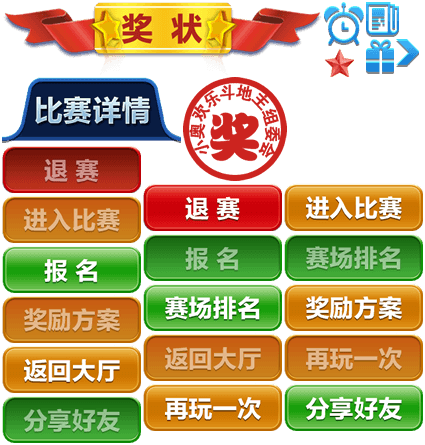 奖 状
比赛详情
小奥欢乐斗地主组委会
奖
退 赛
进入比赛
报 名
奖励方案
返回大厅
分享好友
退 赛
报 名
赛场排名
返回大厅
再玩一次
进入比赛
赛场排名
奖励方案
再玩一次
分享好友